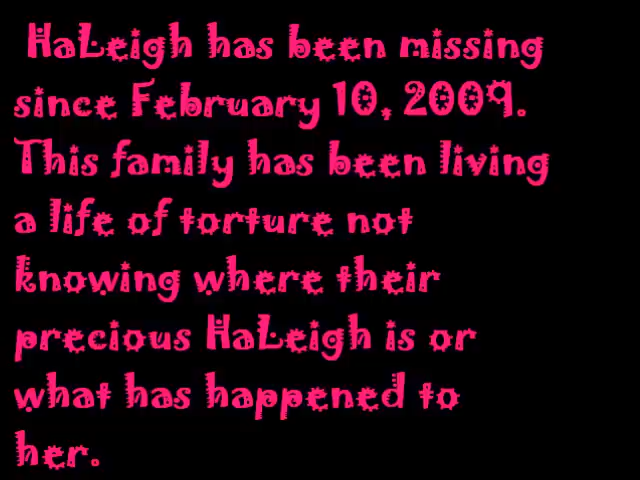 HaLeigh has been missing
since February 10, 2009.
This family has been living
a life of torture not
knowing where their
precious HaLeigh is or
what has happened to
her.